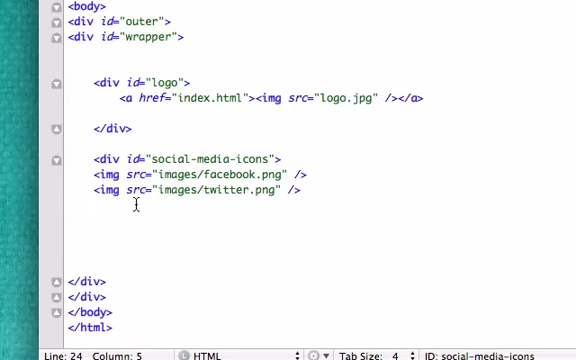 <body>
<div id="outer">
<div id="wrapper">
<div id="logo">
<a href="index.html"><img src="logo.jpg" /></a>
</div>
<div id="social-media-icons">
<img src="images/facebook.png" />
<img src="images/twitter.png" />
</div>
</div>
</body>
</html>
Line: 24 Column: 5 HTML Tab Size: 4 ID: social-media-icons